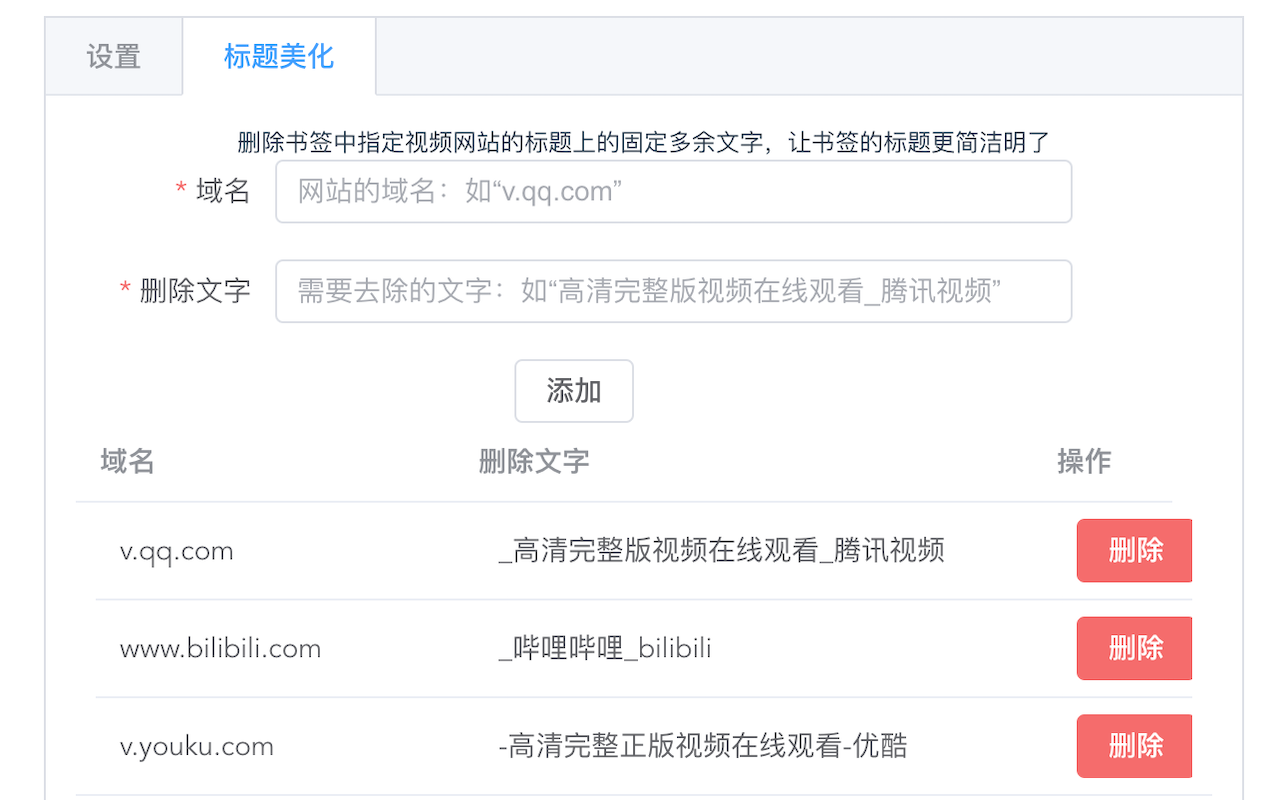 设置 标题美化
删除书签中指定视频网站的标题上的固定多余文字，让书签的标题更简洁明了
* 域名 网站的域名：如“v.qq.com”
* 删除文字 需要去除的文字：如“高清完整版视频在线观看_腾讯视频”
添加
域名 删除文字 操作
v.qq.com _高清完整版视频在线观看_腾讯视频 删除
www.bilibili.com _哔哩哔哩_bilibili 删除
v.youku.com -高清完整正版视频在线观看-优酷 删除